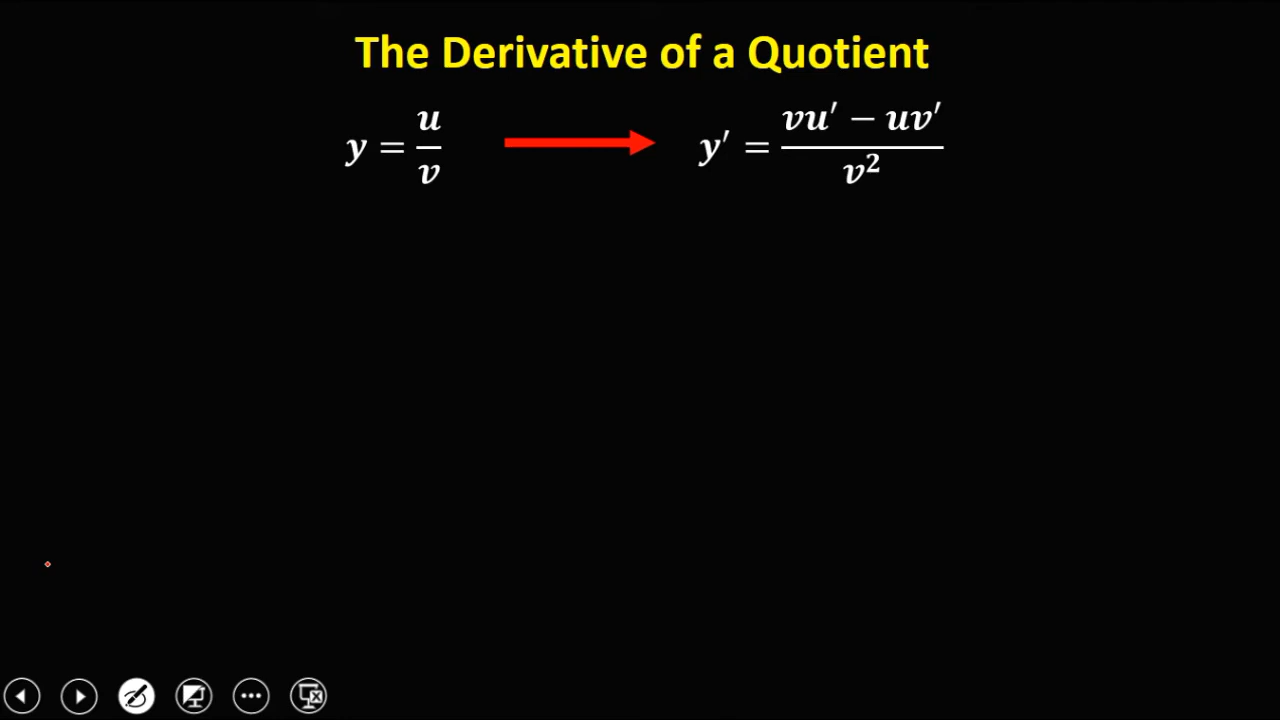 The Derivative of a Quotient
y = u/v → y′ = (vu′ − uv′)/v²